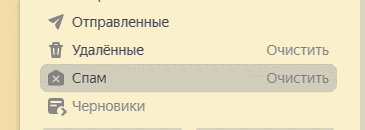 Отправленные
Удалённые Очистить
Спам Очистить
Черновики